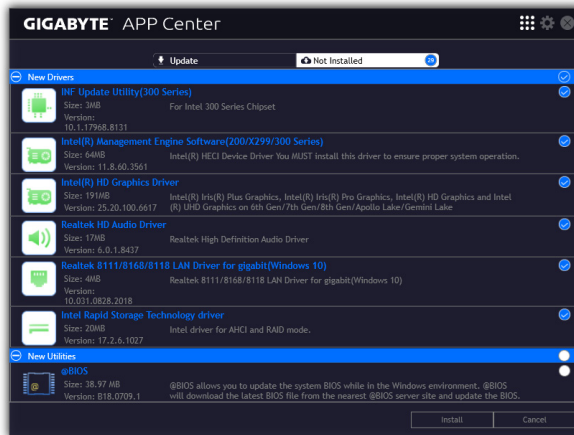 GIGABYTE™ APP Center
Update
Not Installed
29
New Drivers
INF Update Utility(300 Series)
Size: 3MB
For Intel 300 Series Chipset
Version:
10.1.17968.8131
Intel(R) Management Engine Software(200/X299/300 Series)
Size: 64MB
Intel(R) HECI Device Driver You MUST install this driver to ensure proper system operation.
Version: 11.8.60.3561
Intel(R) HD Graphics Driver
Size: 191MB
Intel(R) Iris(R) Plus Graphics, Intel(R) Iris(R) Pro Graphics, Intel(R) HD Graphics and Intel
Version: 25.20.100.6617
(R) UHD Graphics on 6th Gen/7th Gen/8th Gen/Apollo Lake/Gemini Lake
Realtek HD Audio Driver
Size: 17MB
Realtek High Definition Audio Driver
Version: 6.0.1.8437
Realtek 8111/8168/8118 LAN Driver for gigabit(Windows 10)
Size: 4MB
Realtek 8111/8168/8118 LAN Driver for gigabit(Windows 10)
Version:
10.031.0828.2018
Intel Rapid Storage Technology driver
Size: 20MB
Intel driver for AHCI and RAID mode.
Version: 17.2.6.1027
New Utilities
@BIOS
Size: 38.97 MB
@BIOS allows you to update the system BIOS while in the Windows environment. @BIOS
Version: B18.0709.1
will download the latest BIOS file from the nearest @BIOS server site and update the BIOS.
@
Install
Cancel